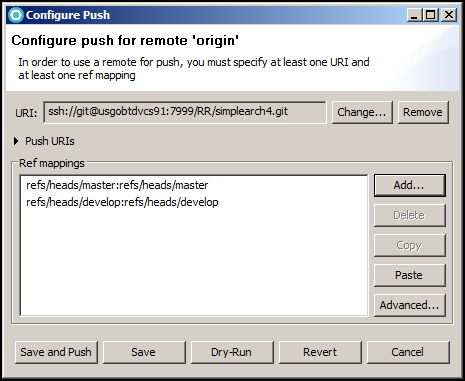 Configure Push
Configure push for remote 'origin'
In order to use a remote for push, you must specify at least one URI and
at least one ref mapping
URI: ssh://git@usgobtdvcs91:7999/RR/simplearch4.git Change... Remove
Push URIs
Ref mappings
refs/heads/master:refs/heads/master
refs/heads/develop:refs/heads/develop
Add...
Delete
Copy
Paste
Advanced...
Save and Push Save Dry-Run Revert Cancel